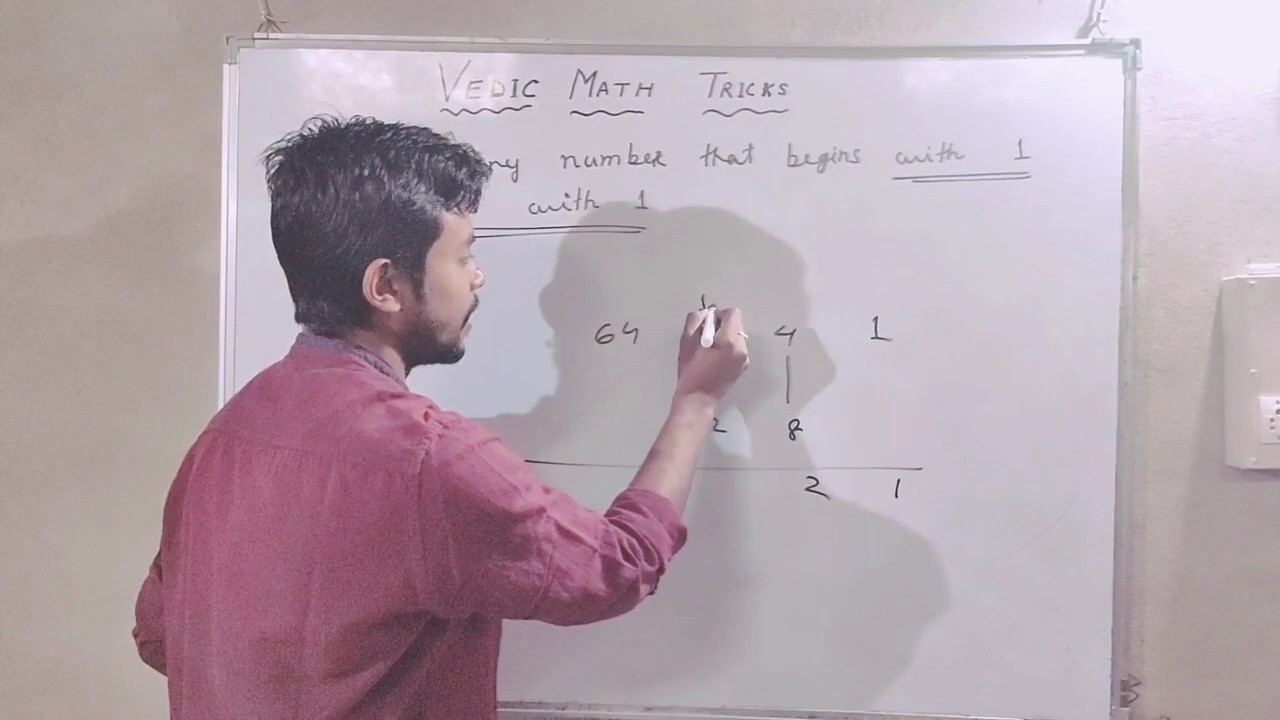 VEDIC MATH TRICKS
ny number that begins with 1
with 1
64 4 1
2 8
2 1